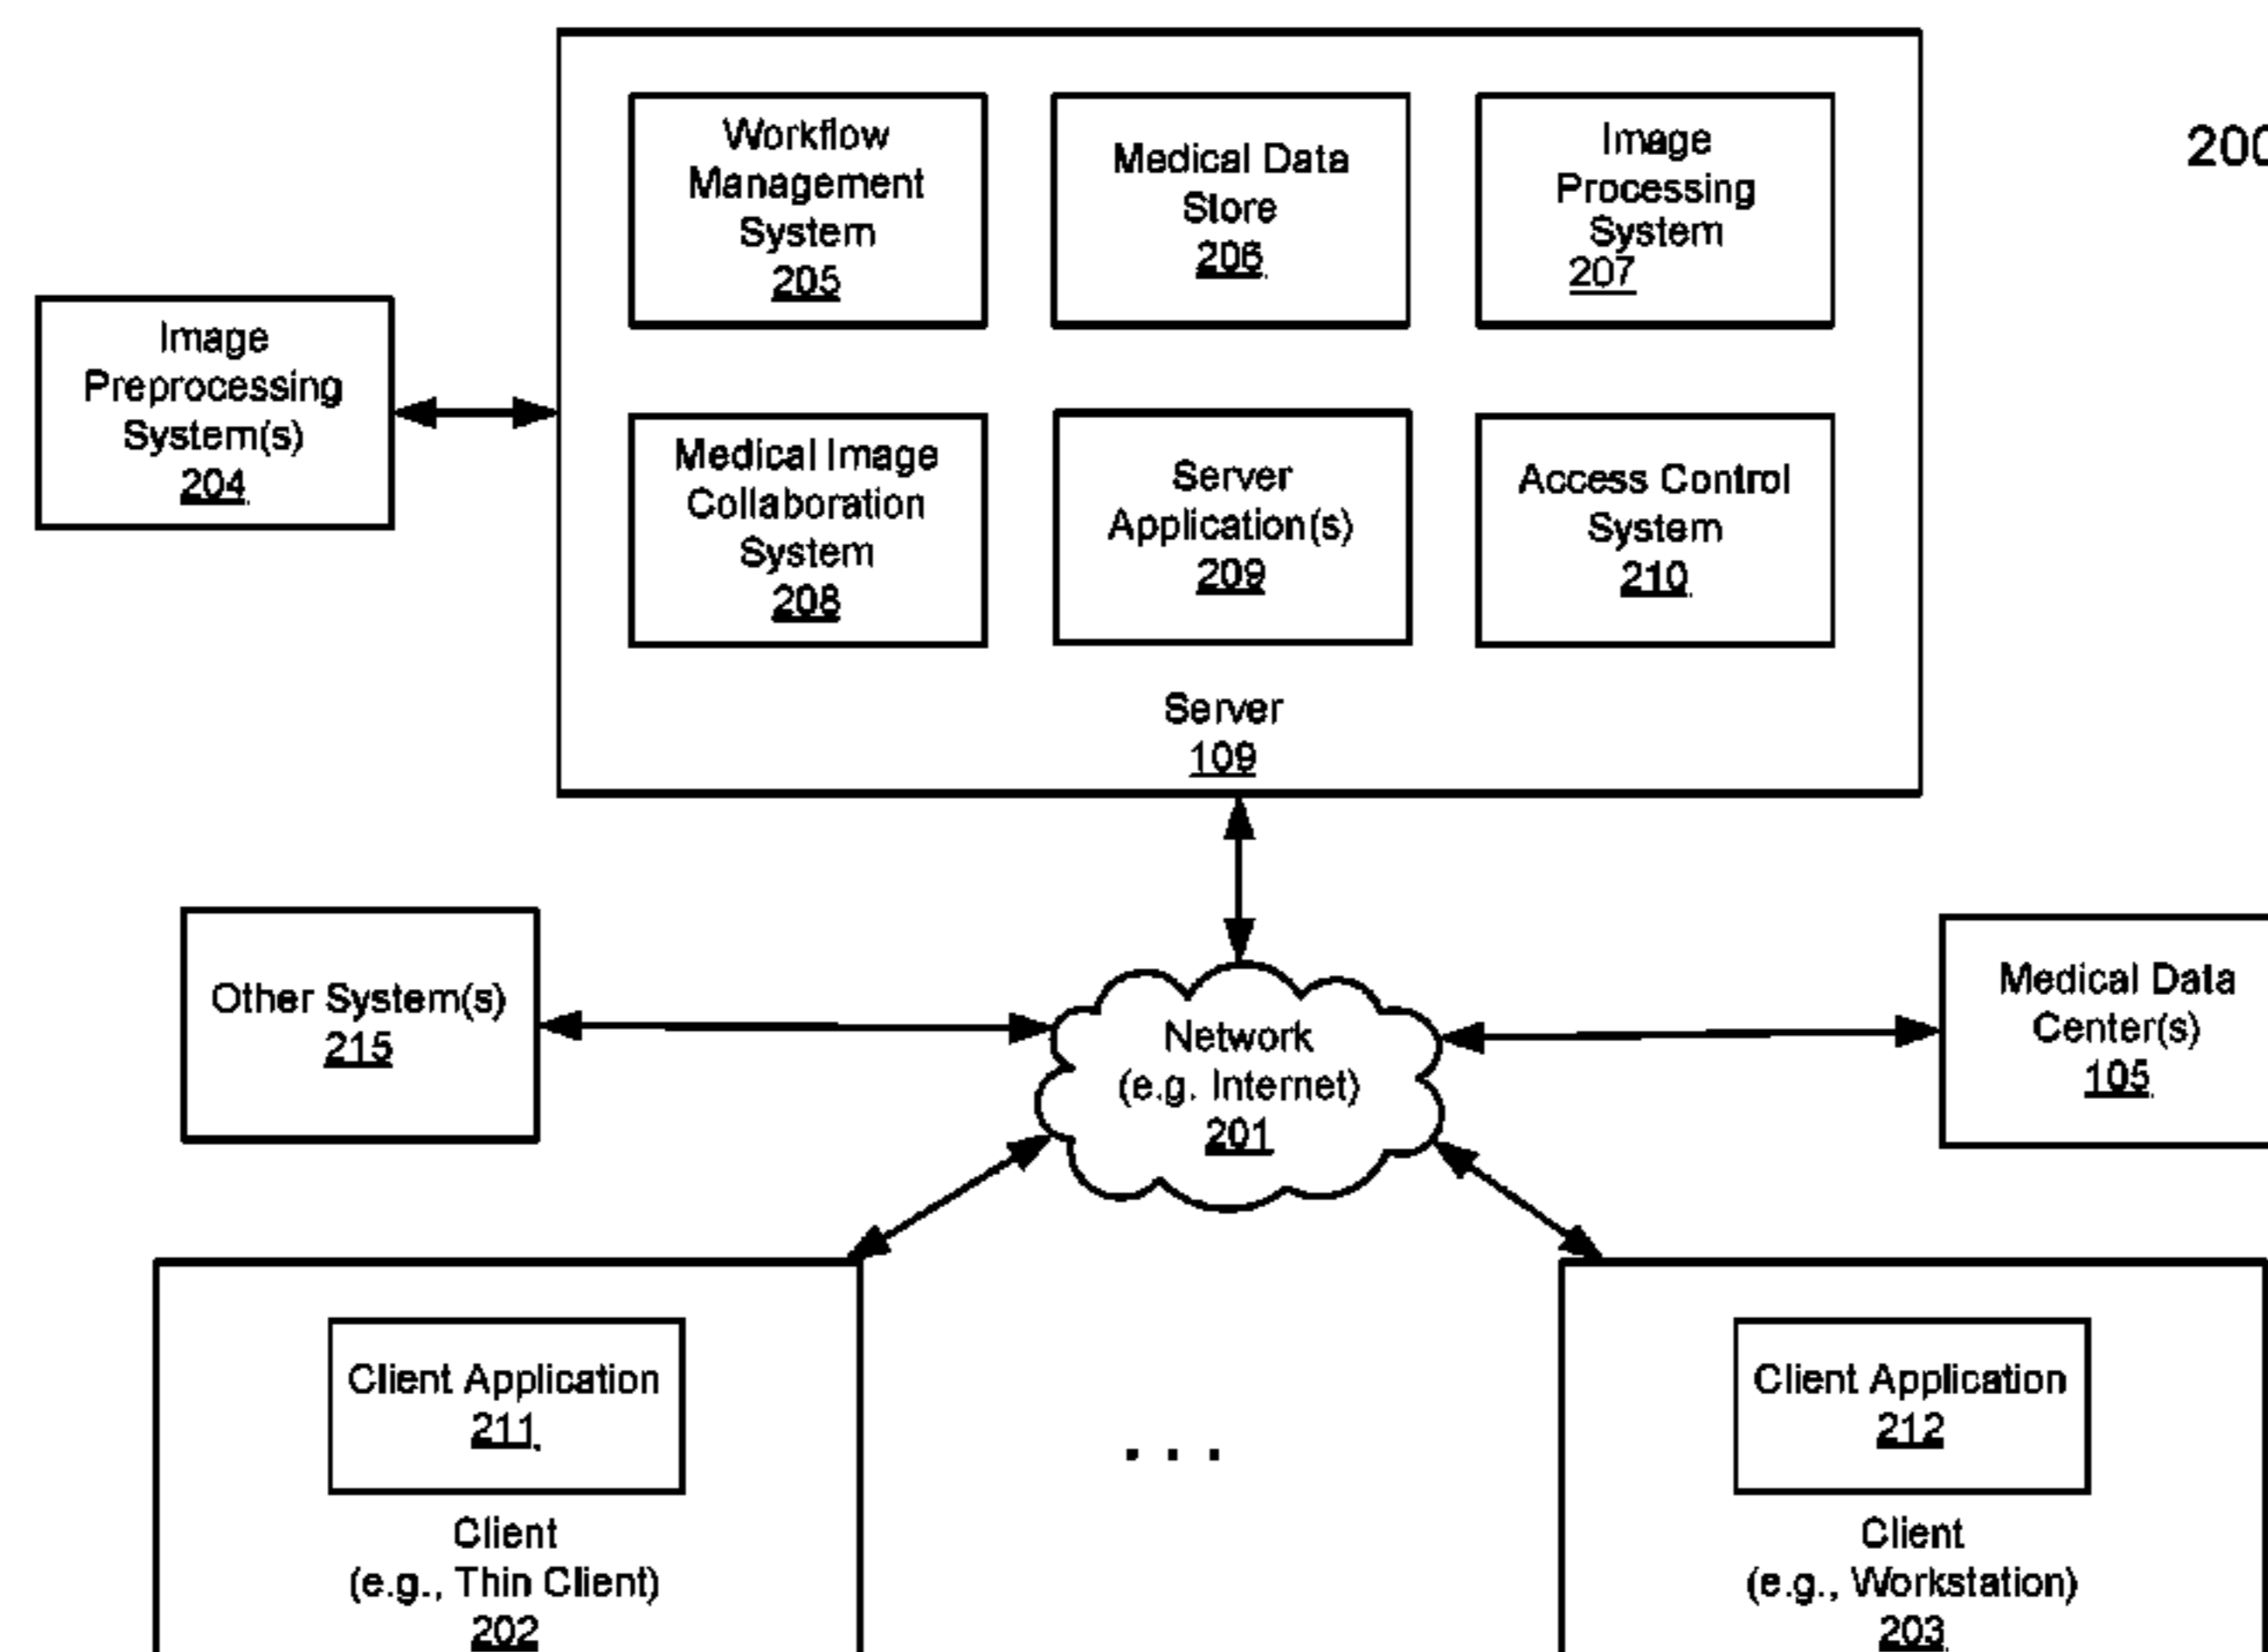 Workflow
Management
System
205
Medical Data
Store
206
Image
Processing
System
207
200
Image
Preprocessing
System(s)
204
Medical Image
Collaboration
System
208
Server
Application(s)
209
Access Control
System
210
Server
109
Other System(s)
215
Network
(e.g. Internet)
201
Medical Data
Center(s)
105
Client Application
211
Client
(e.g., Thin Client)
202
. . .
Client Application
212
Client
(e.g., Workstation)
203